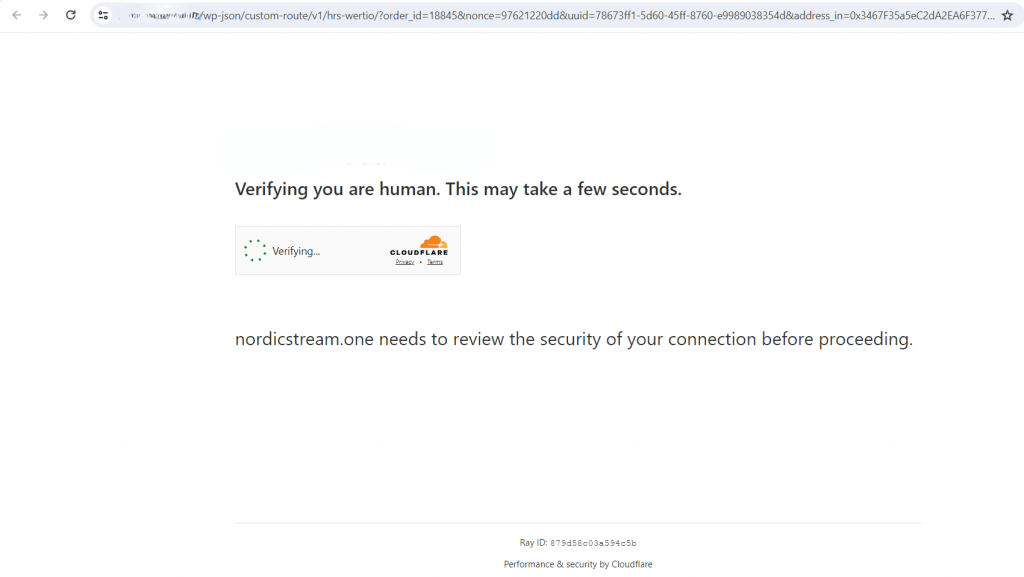 /wp-json/custom-route/v1/hrs-wertio/?order_id=18845&nonce=97621220dd&uuid=78673ff1-5d60-45ff-8760-e9989038354d&address_in=0x3467F35a5eC2dA2EA6F377...
Verifying you are human. This may take a few seconds.
Verifying...
CLOUDFLARE
Privacy • Terms
nordicstream.one needs to review the security of your connection before proceeding.
Ray ID: 879d58c03a594c5b
Performance & security by Cloudflare